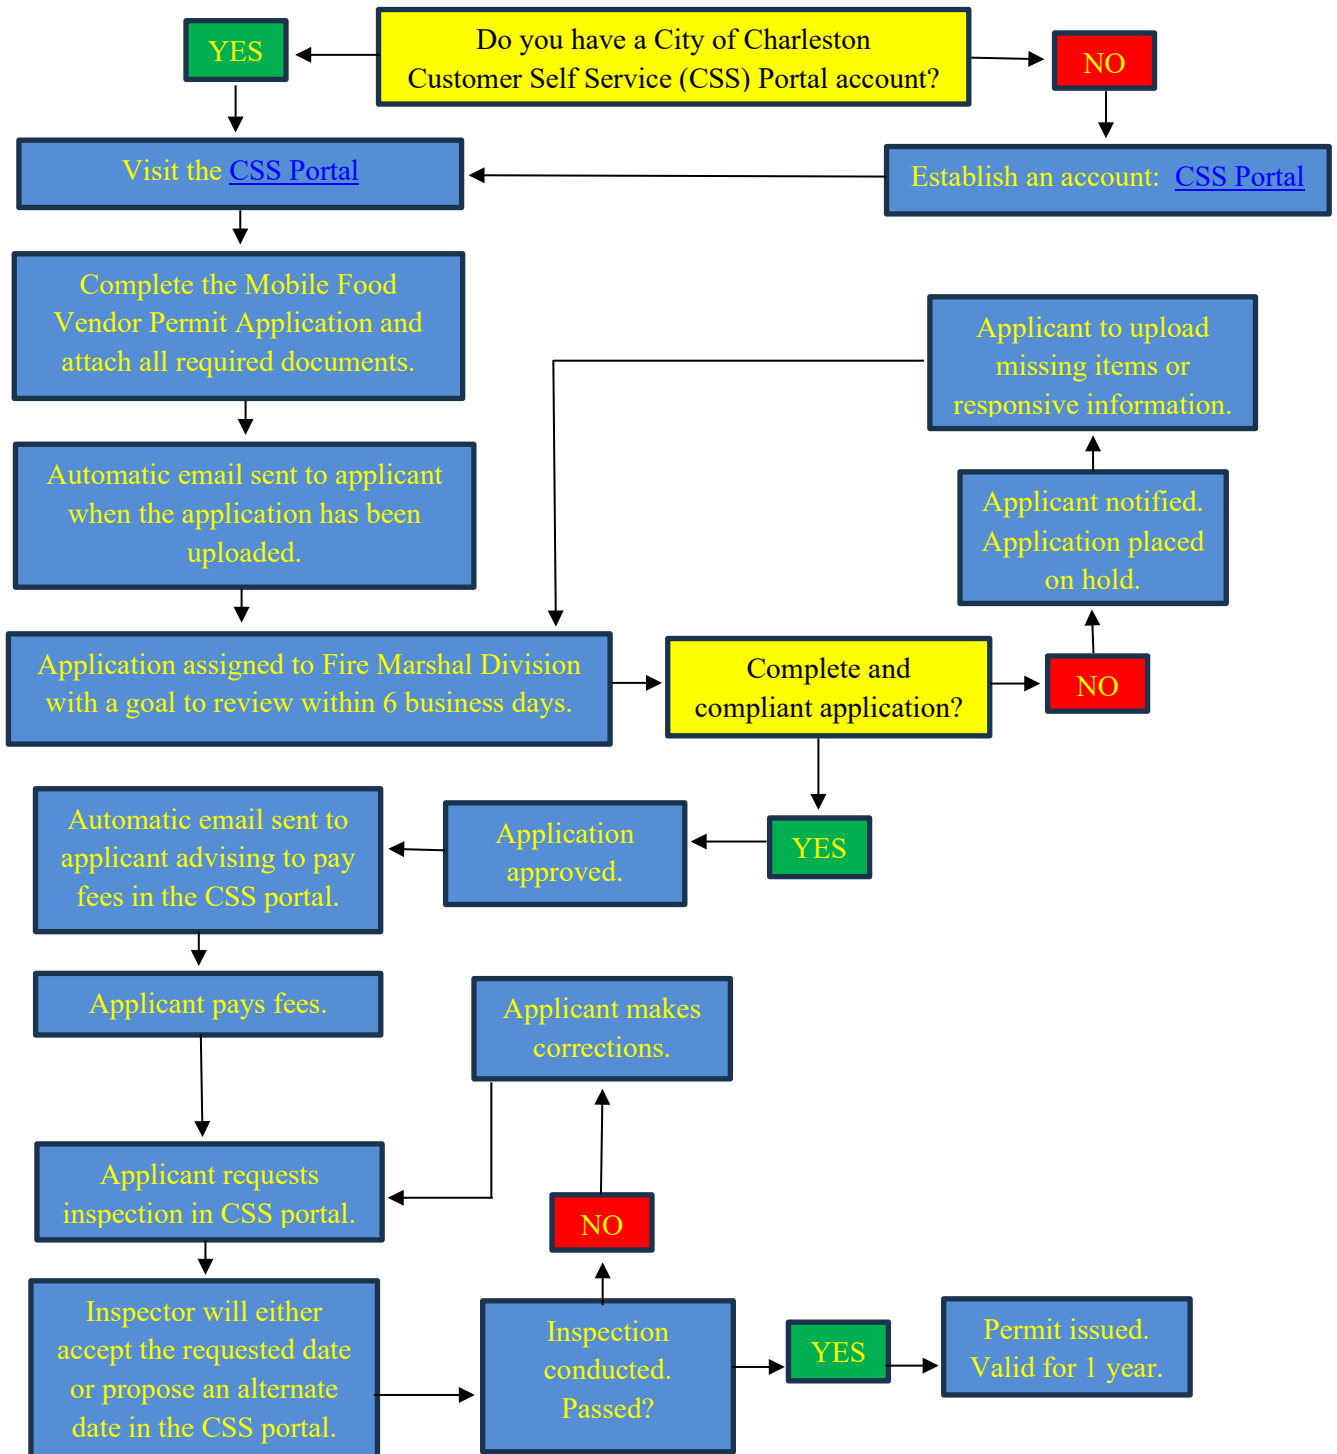 Do you have a City of Charleston
Customer Self Service (CSS) Portal account?
YES
NO
Visit the CSS Portal
Establish an account: CSS Portal
Complete the Mobile Food
Vendor Permit Application and
attach all required documents.
Applicant to upload
missing items or
responsive information.
Automatic email sent to applicant
when the application has been
uploaded.
Applicant notified.
Application placed
on hold.
Application assigned to Fire Marshal Division
with a goal to review within 6 business days.
Complete and
compliant application?
NO
YES
Application
approved.
Automatic email sent to
applicant advising to pay
fees in the CSS portal.
Applicant pays fees.
Applicant makes
corrections.
Applicant requests
inspection in CSS portal.
NO
Inspector will either
accept the requested date
or propose an alternate
date in the CSS portal.
Inspection
conducted.
Passed?
YES
Permit issued.
Valid for 1 year.